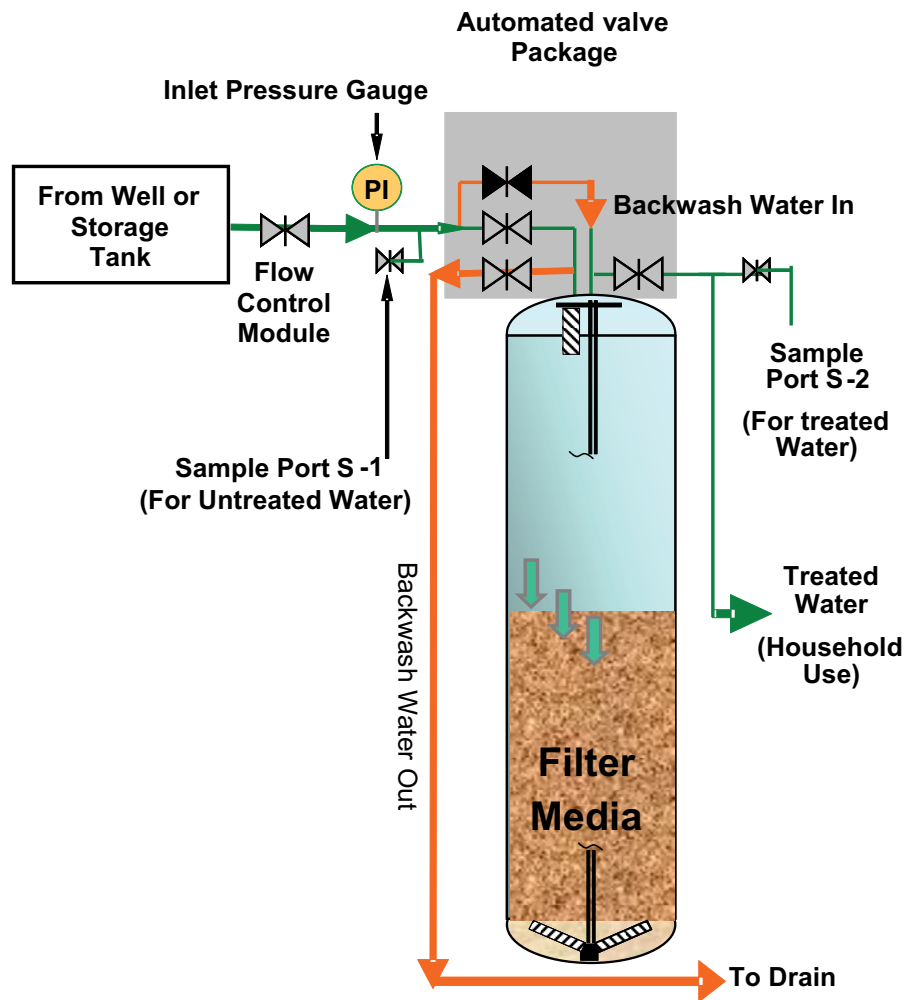 Automated valve
Package
Inlet Pressure Gauge
PI
From Well or
Storage
Tank
Backwash Water In
Flow
Control
Module
Sample
Port S-2
(For treated
Water)
Sample Port S-1
(For Untreated Water)
Backwash Water Out
Treated
Water
(Household
Use)
Filter
Media
To Drain